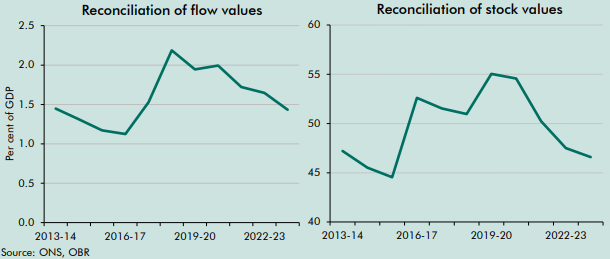 Reconciliation of flow values
2.5
2.0
1.5
1.0
0.5
0.0
Per cent of GDP
2013-14 2016-17 2019-20 2022-23
Reconciliation of stock values
60
55
50
45
40
2013-14 2016-17 2019-20 2022-23
Source: ONS, OBR